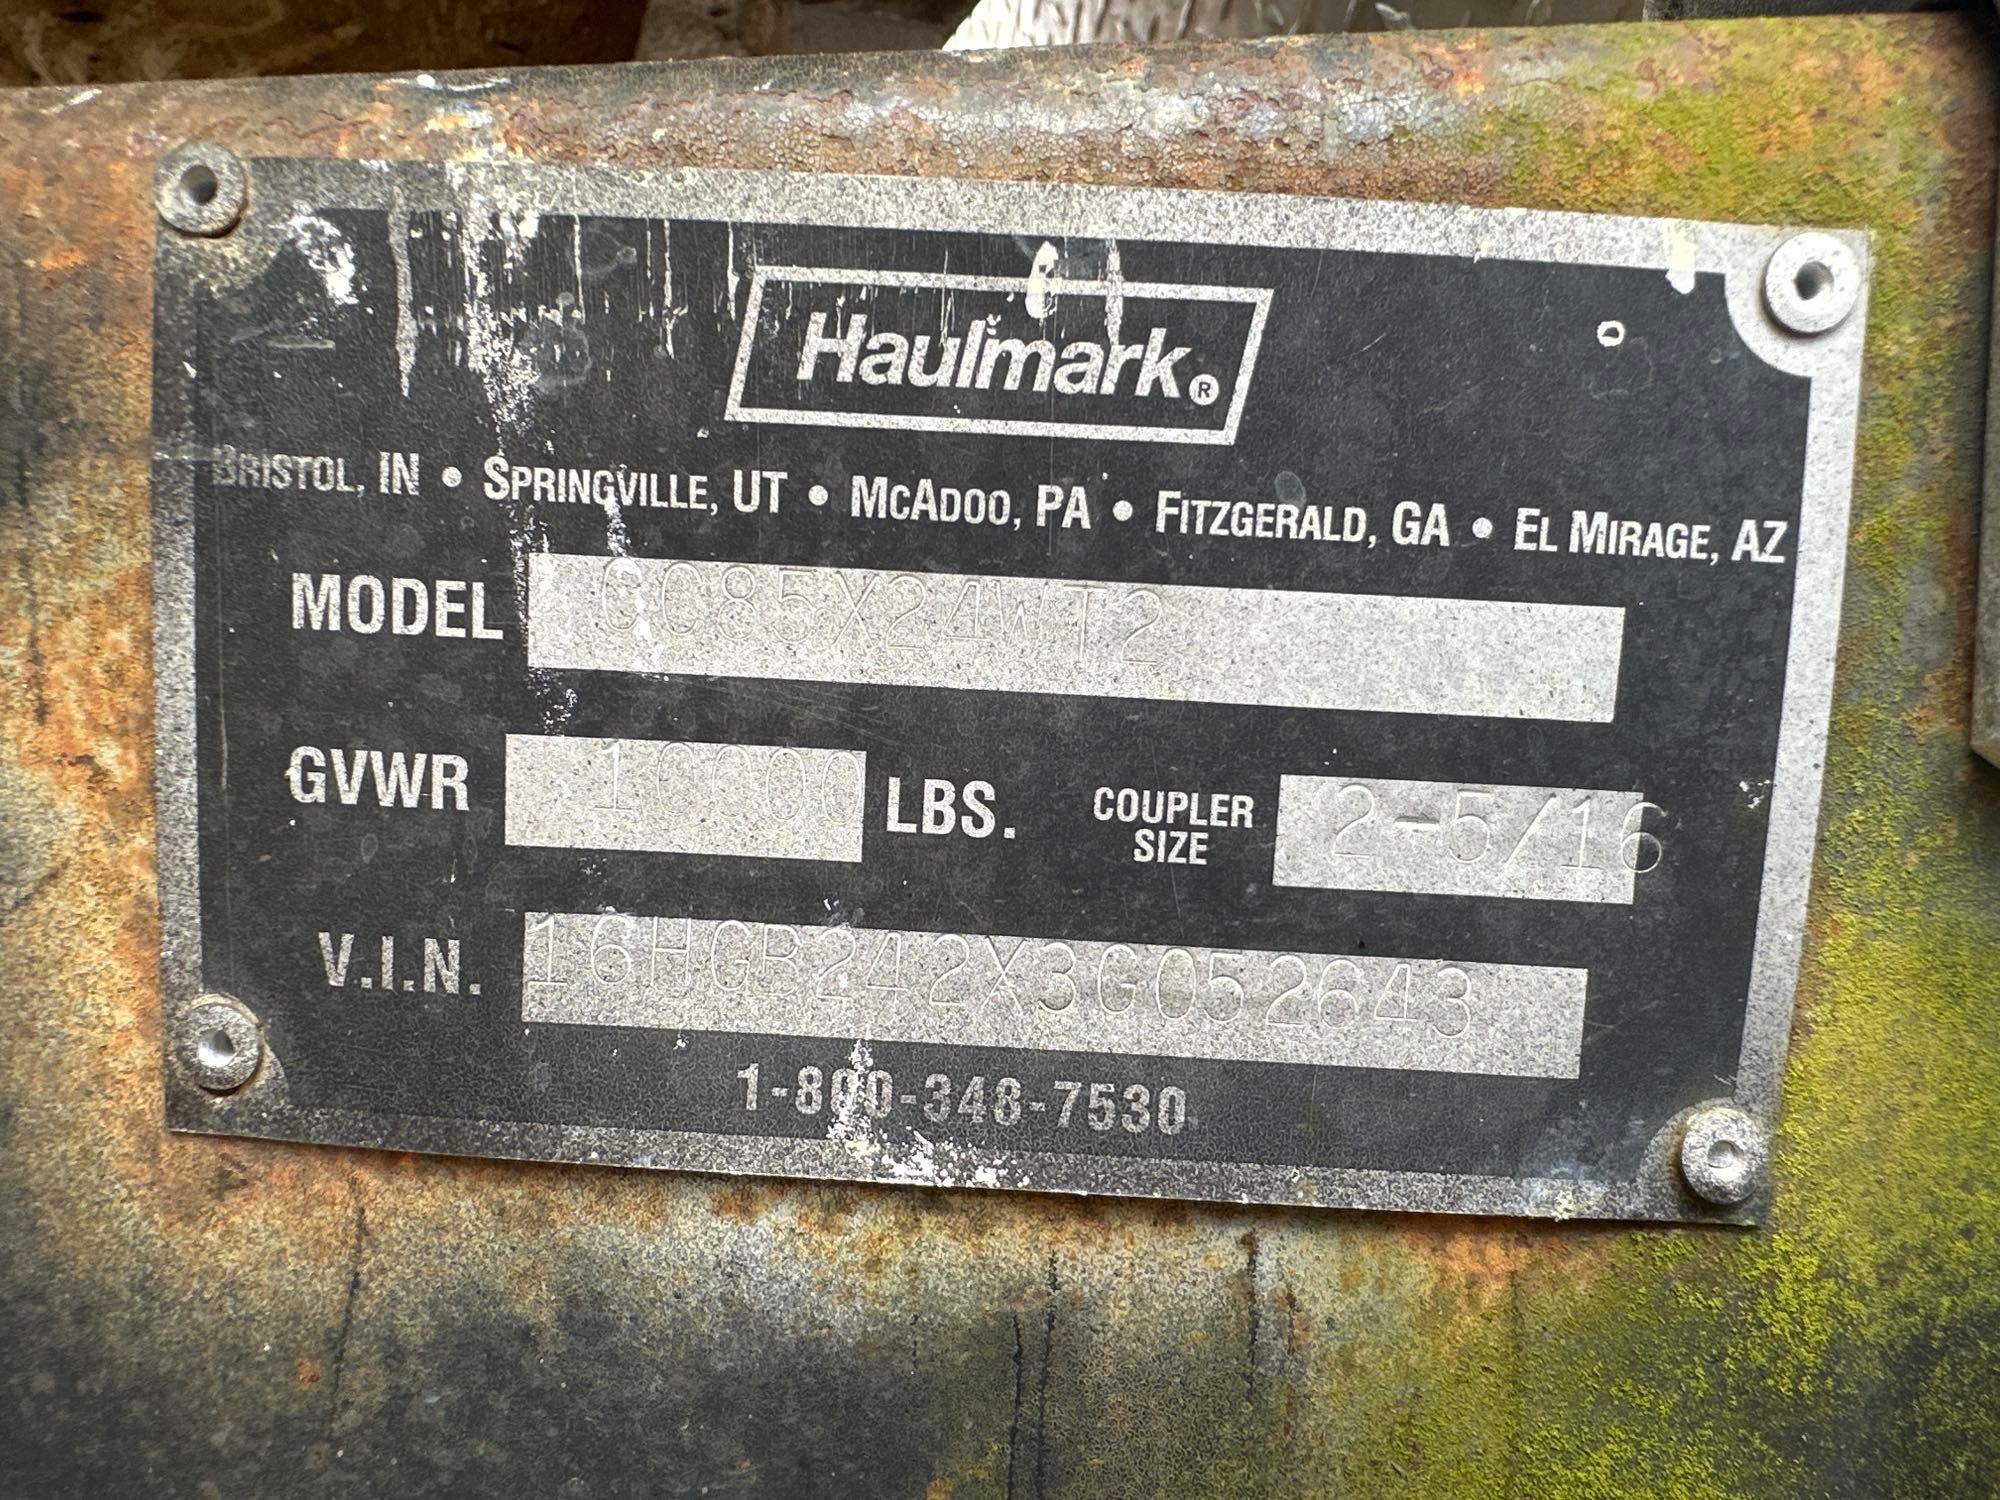 Haulmark®
BRISTOL, IN • SPRINGVILLE, UT • MCADOO, PA • FITZGERALD, GA • EL MIRAGE, AZ
MODEL GC85X24WT2
GVWR 10000 LBS. COUPLER SIZE 2-5/16
V.I.N. 16HGB242X3G052643
1-800-348-7530